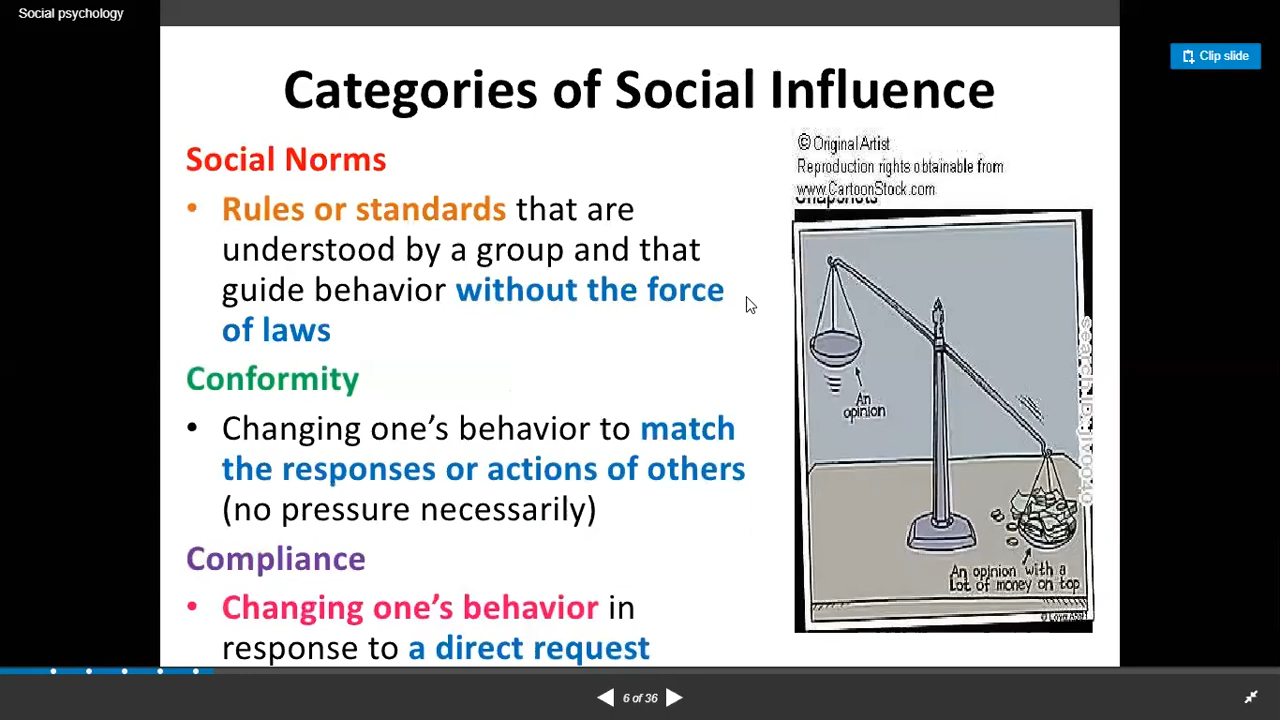 Social psychology
Clip slide
Categories of Social Influence
Social Norms
• Rules or standards that are
understood by a group and that
guide behavior without the force
of laws
Conformity
• Changing one's behavior to match
the responses or actions of others
(no pressure necessarily)
Compliance
• Changing one's behavior in
response to a direct request
© Original Artist
Reproduction rights obtainable from
www.CartoonStock.com
Snapshots
An
opinion
An opinion with a
Lot of money on top
search ID:
6 of 36